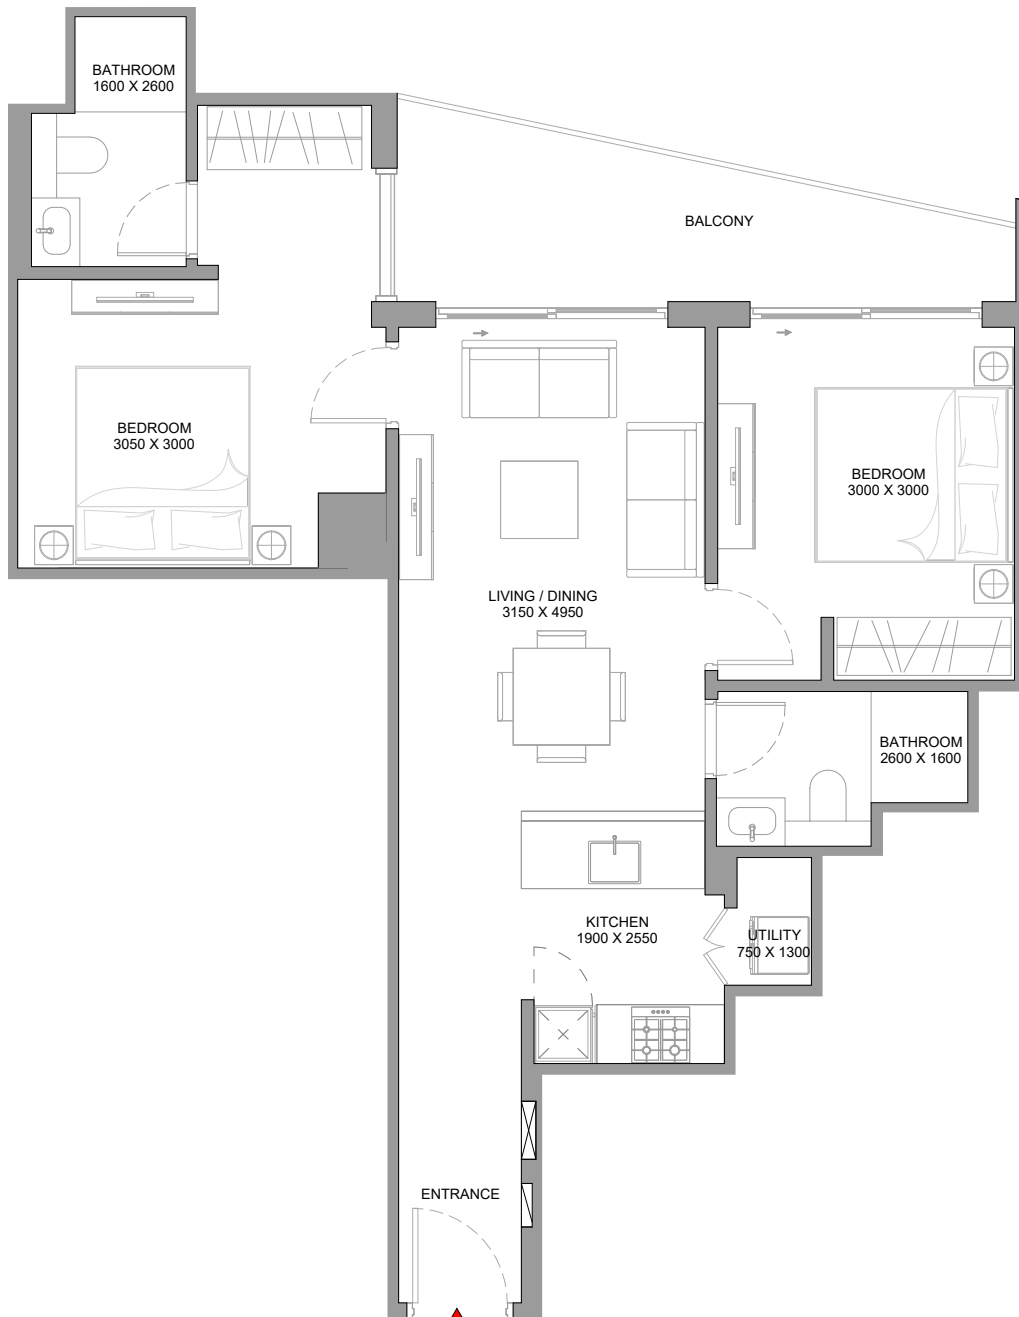 BATHROOM
1600 X 2600
BALCONY
BEDROOM
3050 X 3000
BEDROOM
3000 X 3000
LIVING / DINING
3150 X 4950
BATHROOM
2600 X 1600
KITCHEN
1900 X 2550
UTILITY
750 X 1300
ENTRANCE